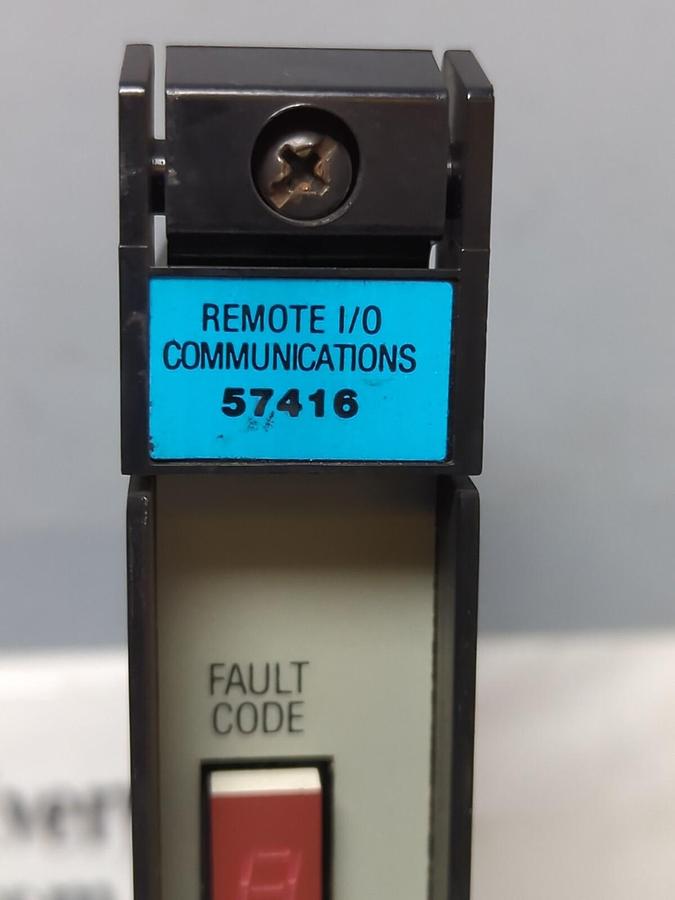 REMOTE I/O
COMMUNICATIONS
57416
FAULT
CODE